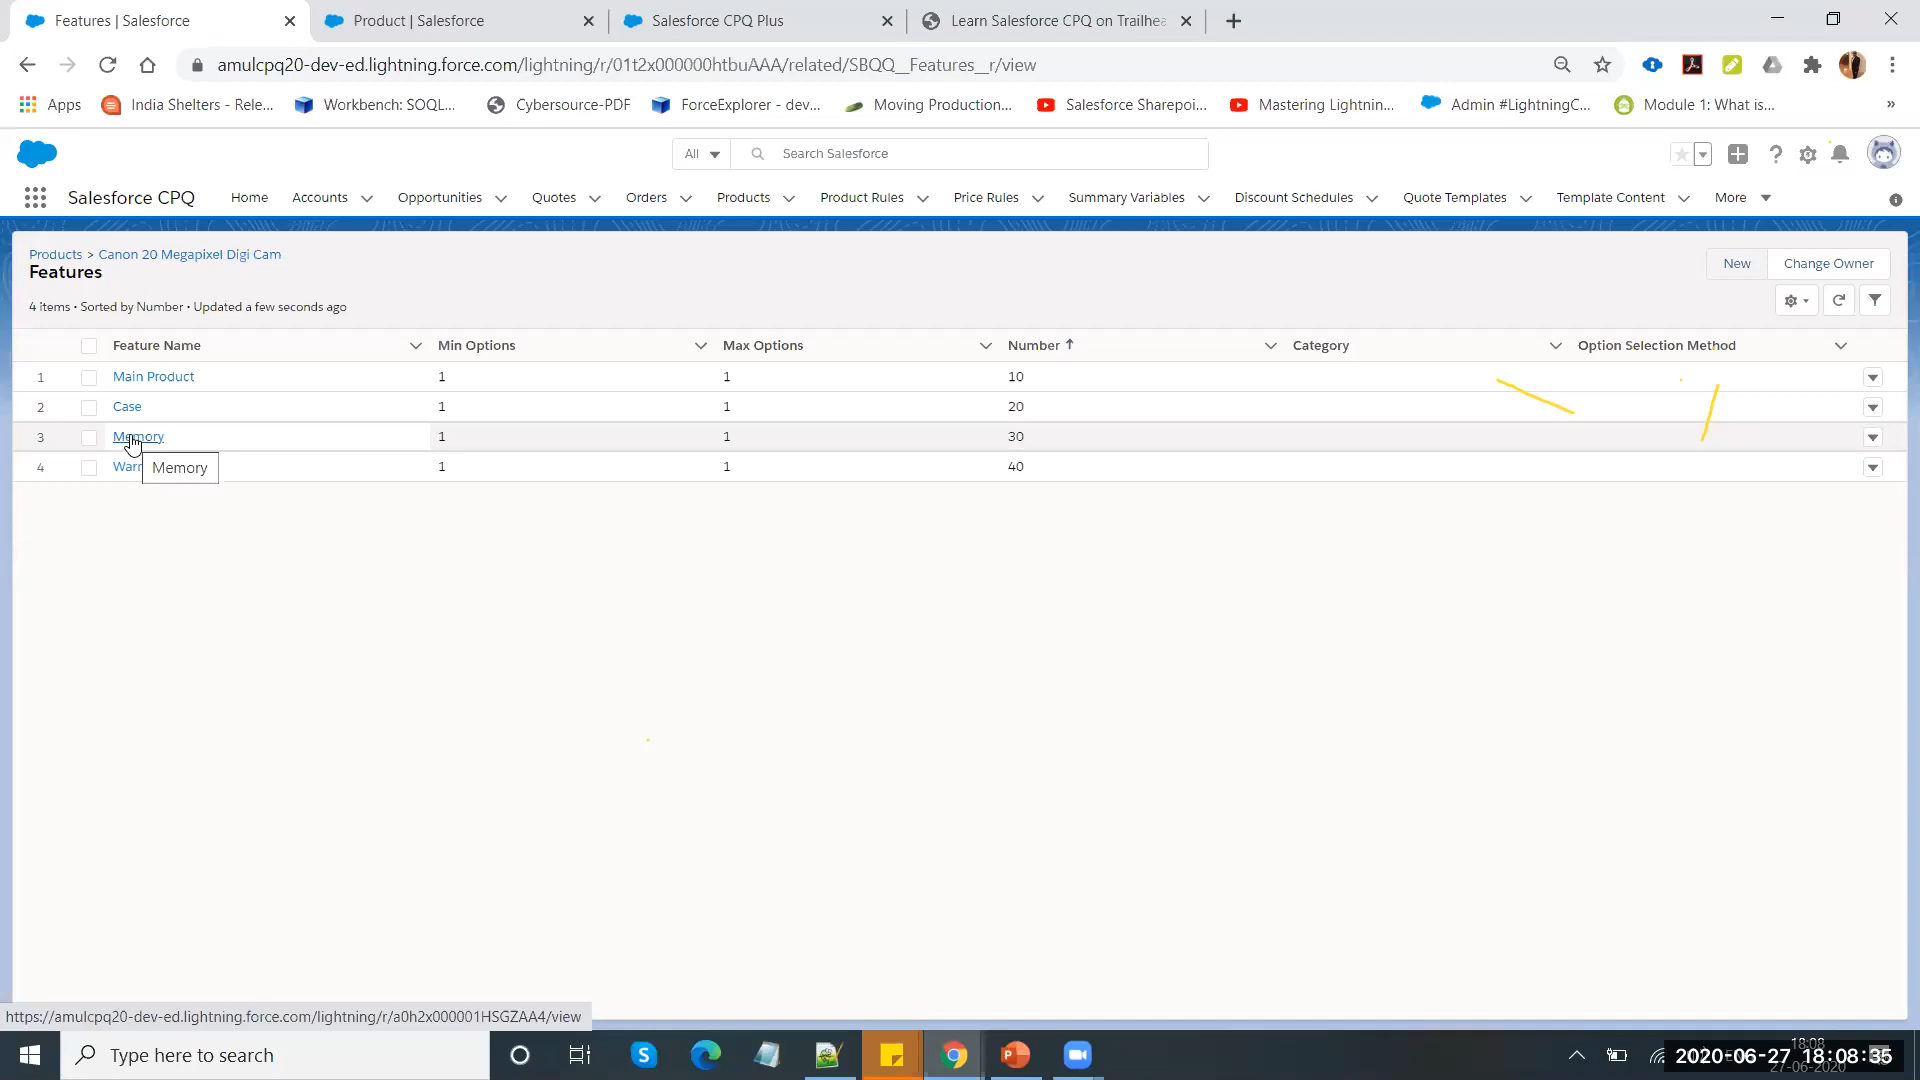 Features | Salesforce
Product | Salesforce
Salesforce CPQ Plus
Learn Salesforce CPQ on Trailhea
amulcpq20-dev-ed.lightning.force.com/lightning/r/01t2x000000htbuAAA/related/SBQQ__Features__r/view
Apps
India Shelters - Rele...
Workbench: SOQL...
Cybersource-PDF
ForceExplorer - dev...
Moving Production...
Salesforce Sharepoi...
Mastering Lightnin...
Admin #LightningC...
Module 1: What is...
»
All
Search Salesforce
Salesforce CPQ
Home
Accounts
Opportunities
Quotes
Orders
Products
Product Rules
Price Rules
Summary Variables
Discount Schedules
Quote Templates
Template Content
More
Products > Canon 20 Megapixel Digi Cam
Features
New
Change Owner
4 items • Sorted by Number • Updated a few seconds ago
Feature Name Min Options Max Options Number Category Option Selection Method
1 Main Product 1 1 10
2 Case 1 1 20
3 Memory 1 1 30
4 Warr 1 1 40
Memory
https://amulcpq20-dev-ed.lightning.force.com/lightning/r/a0h2x000001HSGZAA4/view
Type here to search
18:08
2020-06-27 18:08:35
27-06-2020